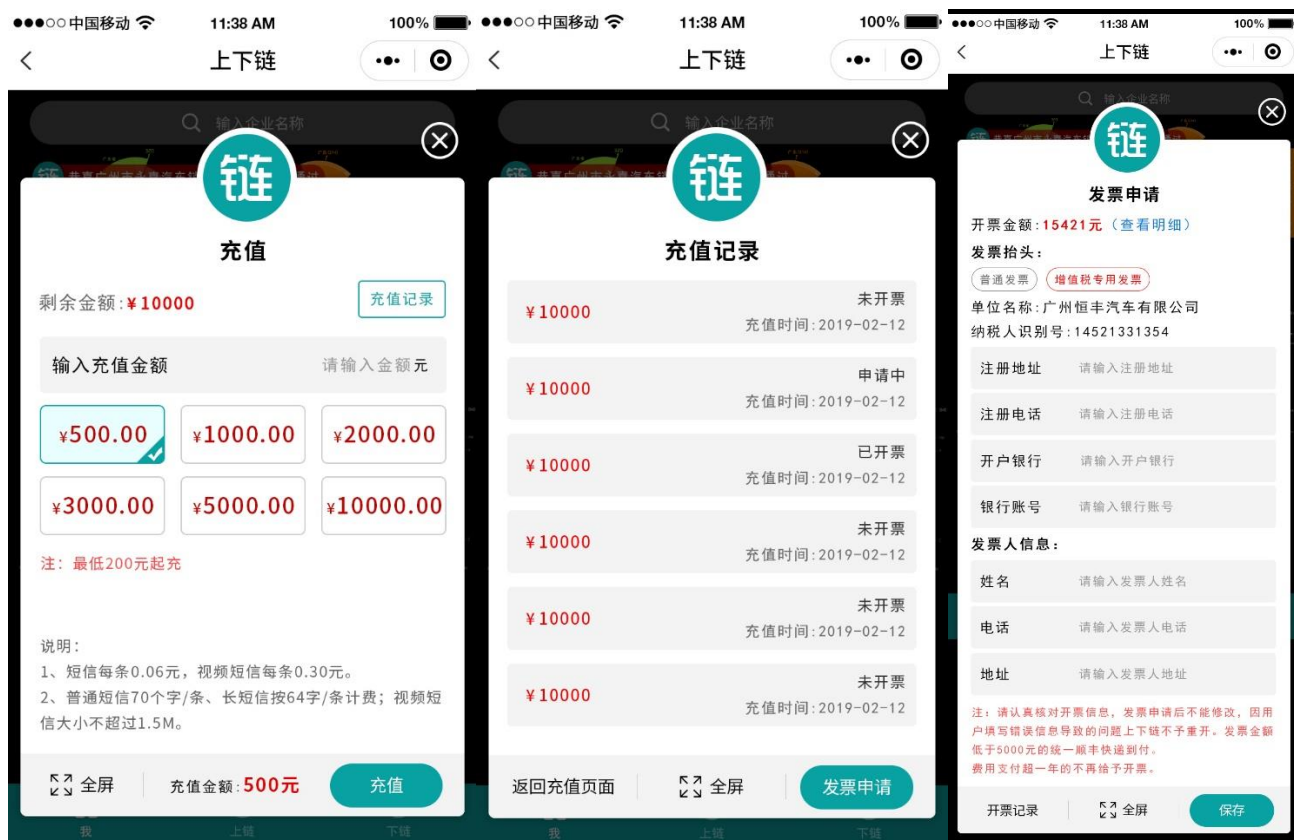 中国移动
11:38 AM
100%
上下链
输入企业名称
链
充值
剩余金额:¥10000
充值记录
输入充值金额
请输入金额元
¥500.00
¥1000.00
¥2000.00
¥3000.00
¥5000.00
¥10000.00
注: 最低200元起充
说明:
1、短信每条0.06元，视频短信每条0.30元。
2、普通短信70个字/条、长短信按64字/条计费；视频短
信大小不超过1.5M。
全屏
充值金额:500元
充值
我
上链
下链
中国移动
11:38 AM
100%
上下链
输入企业名称
链
充值记录
¥10000
未开票
充值时间:2019-02-12
¥10000
申请中
充值时间:2019-02-12
¥10000
已开票
充值时间:2019-02-12
¥10000
未开票
充值时间:2019-02-12
¥10000
未开票
充值时间:2019-02-12
¥10000
未开票
充值时间:2019-02-12
返回充值页面
全屏
发票申请
我
上链
下链
中国移动
11:38 AM
100%
上下链
输入企业名称
链
发票申请
开票金额:15421元（查看明细）
发票抬头:
普通发票
增值税专用发票
单位名称:广州恒丰汽车有限公司
纳税人识别号:14521331354
注册地址
请输入注册地址
注册电话
请输入注册电话
开户银行
请输入开户银行
银行账号
请输入银行账号
发票人信息:
姓名
请输入发票人姓名
电话
请输入发票人电话
地址
请输入发票人地址
注: 请认真核对开票信息，发票申请后不能修改，因用
户填写错误信息导致的问题上下链不予重开。发票金额
低于5000元的统一顺丰快递到付。
费用支付超一年的不再给予开票。
开票记录
全屏
保存